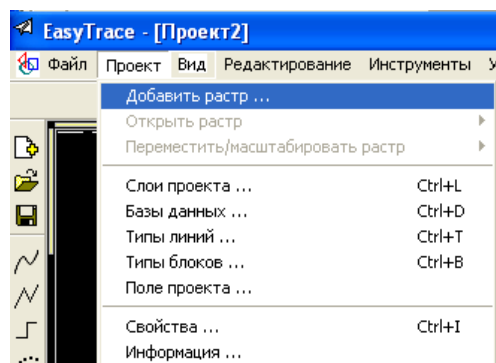 EasyTrace - [Проект2]
Файл Проект Вид Редактирование Инструменты
Добавить растр ...
Открыть растр
Переместить/масштабировать растр
Слои проекта ... Ctrl+L
Базы данных ... Ctrl+D
Типы линий ... Ctrl+T
Типы блоков ... Ctrl+B
Поле проекта ...
Свойства ... Ctrl+I
Информация ...